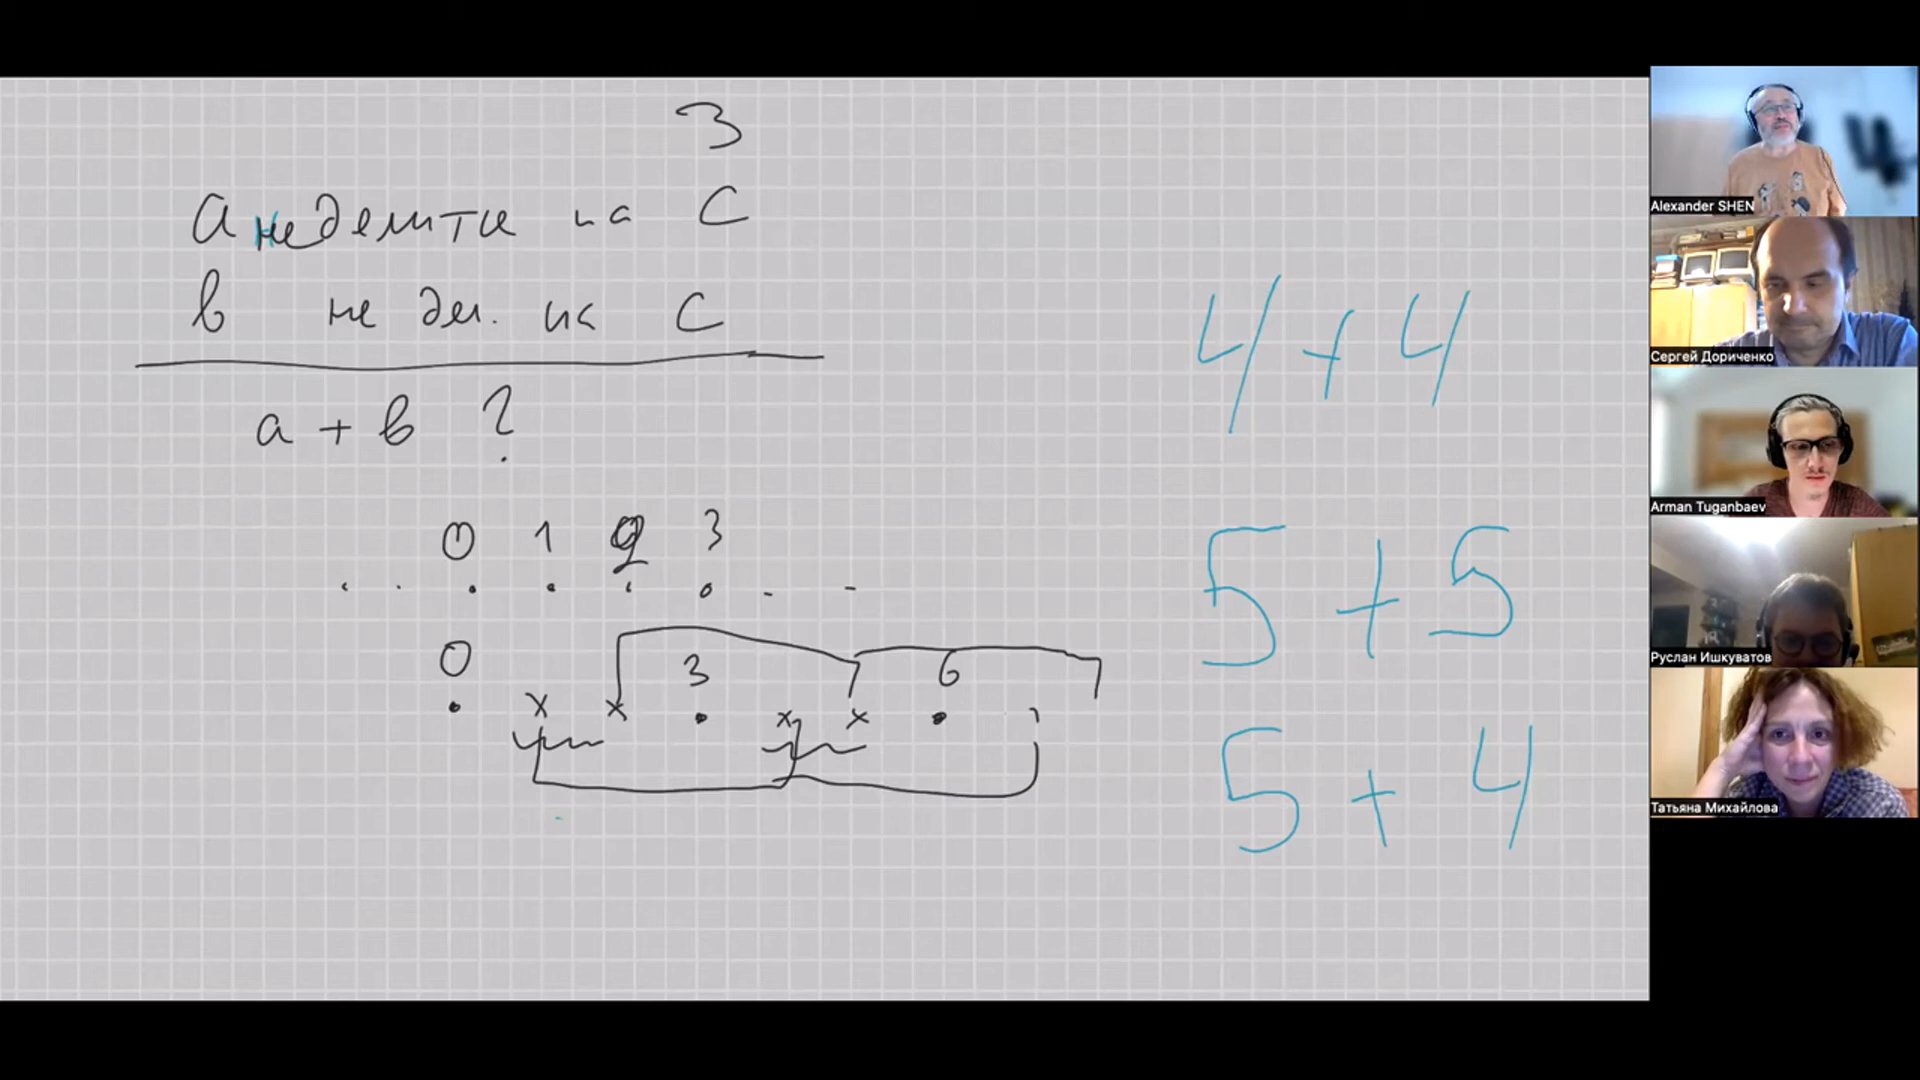 3
а не делится на С
в не дел. на С
а + в ?
0 1 2 3
0 3 6
4 + 4
5 + 5
5 + 4
Alexander SHEN
Сергей Дориченко
Arman Tuganbaev
Руслан Ишкуватов
Татьяна Михайлова